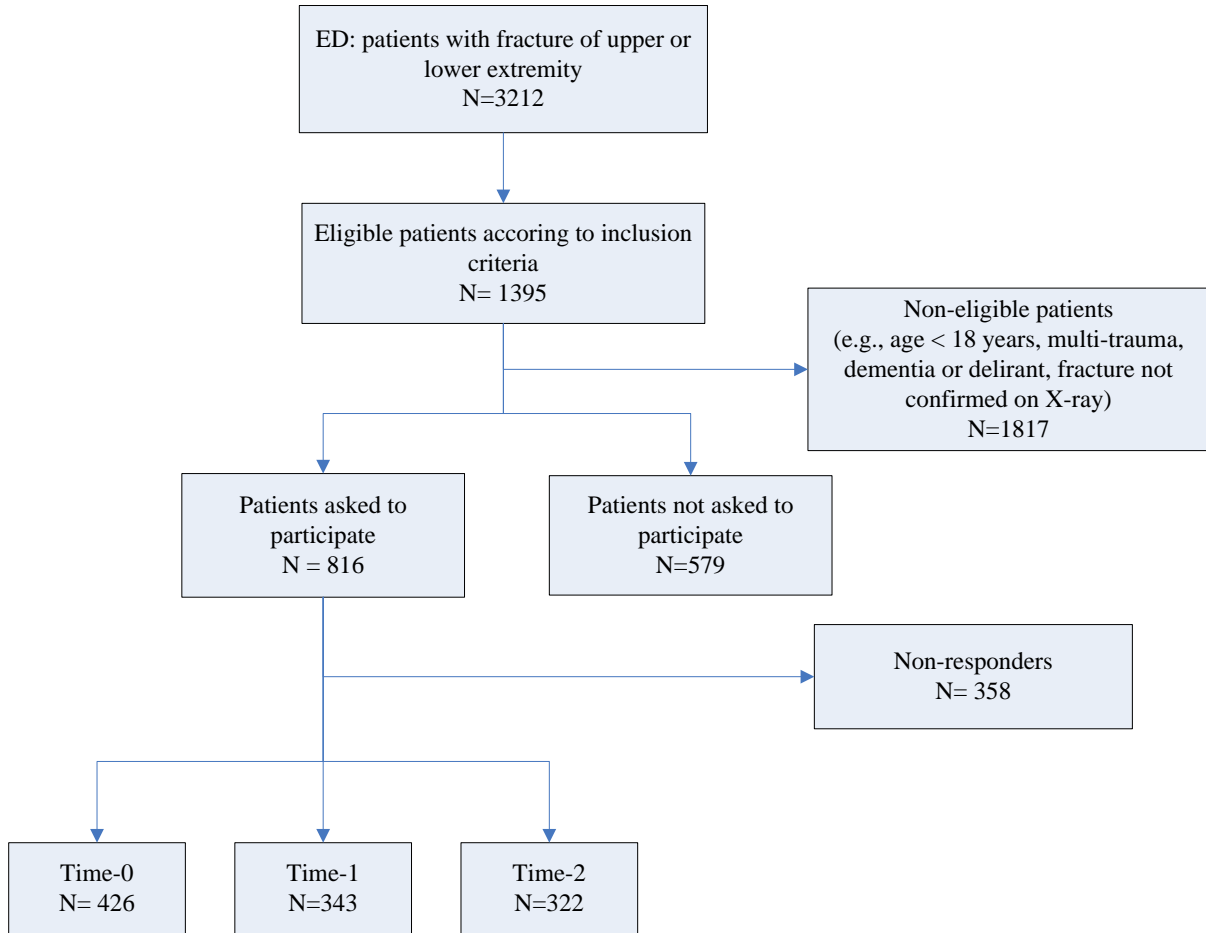 ED: patients with fracture of upper or
lower extremity
N=3212
Eligible patients accoring to inclusion
criteria
N= 1395
Non-eligible patients
(e.g., age < 18 years, multi-trauma,
dementia or delirant, fracture not
confirmed on X-ray)
N=1817
Patients asked to
participate
N = 816
Patients not asked to
participate
N=579
Non-responders
N= 358
Time-0
N= 426
Time-1
N=343
Time-2
N=322